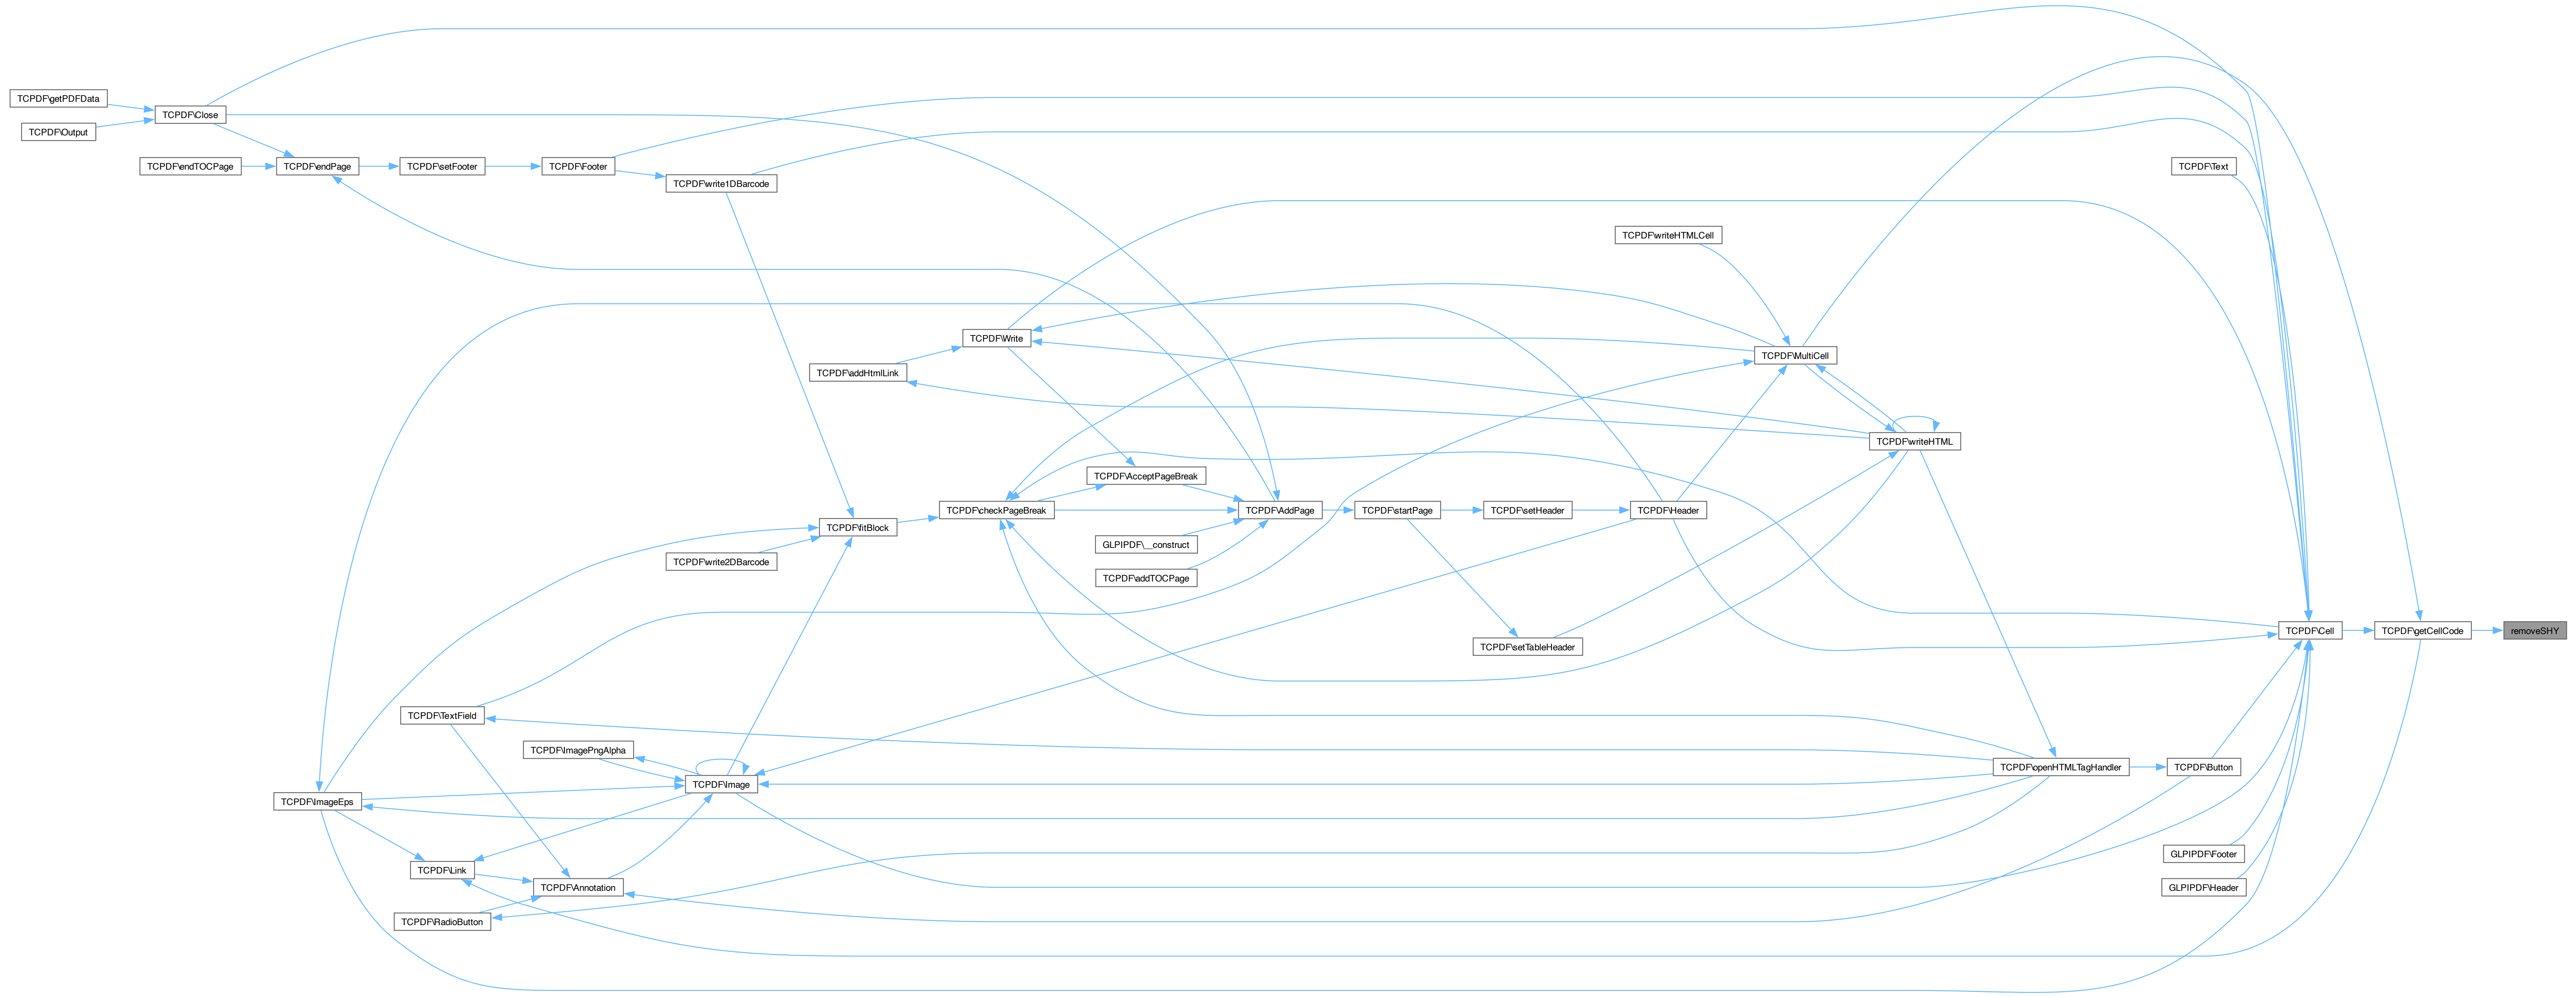 TCPDF\getPDFData
TCPDF\Close
TCPDF\Output
TCPDF\endTOCPage
TCPDF\endPage
TCPDF\setFooter
TCPDF\Footer
TCPDF\Text
TCPDF\write1DBarcode
TCPDF\writeHTMLCell
TCPDF\Write
TCPDF\MultiCell
TCPDF\addHtmlLink
TCPDF\writeHTML
TCPDF\AcceptPageBreak
TCPDF\checkPageBreak
TCPDF\AddPage
TCPDF\startPage
TCPDF\setHeader
TCPDF\Header
TCPDF\fitBlock
GLPIPDF\__construct
TCPDF\write2DBarcode
TCPDF\addTOCPage
TCPDF\Cell
TCPDF\getCellCode
removeSHY
TCPDF\setTableHeader
TCPDF\TextField
TCPDF\ImagePngAlpha
TCPDF\openHTMLTagHandler
TCPDF\Button
TCPDF\Image
TCPDF\ImageEps
GLPIPDF\Footer
TCPDF\Link
TCPDF\Annotation
GLPIPDF\Header
TCPDF\RadioButton